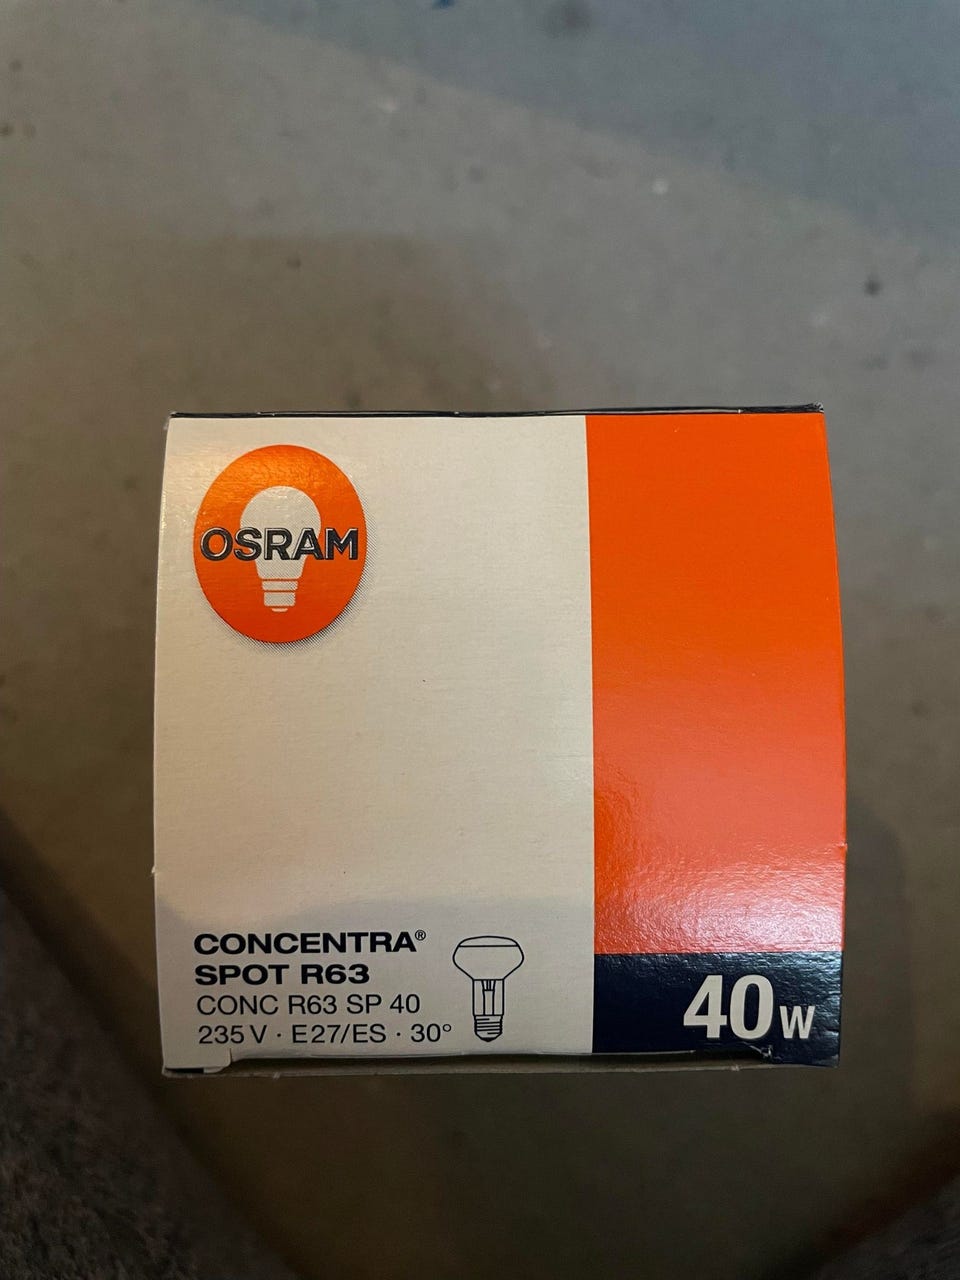 OSRAM
CONCENTRA®
SPOT R63
CONC R63 SP 40
235 V · E27/ES · 30°
40W